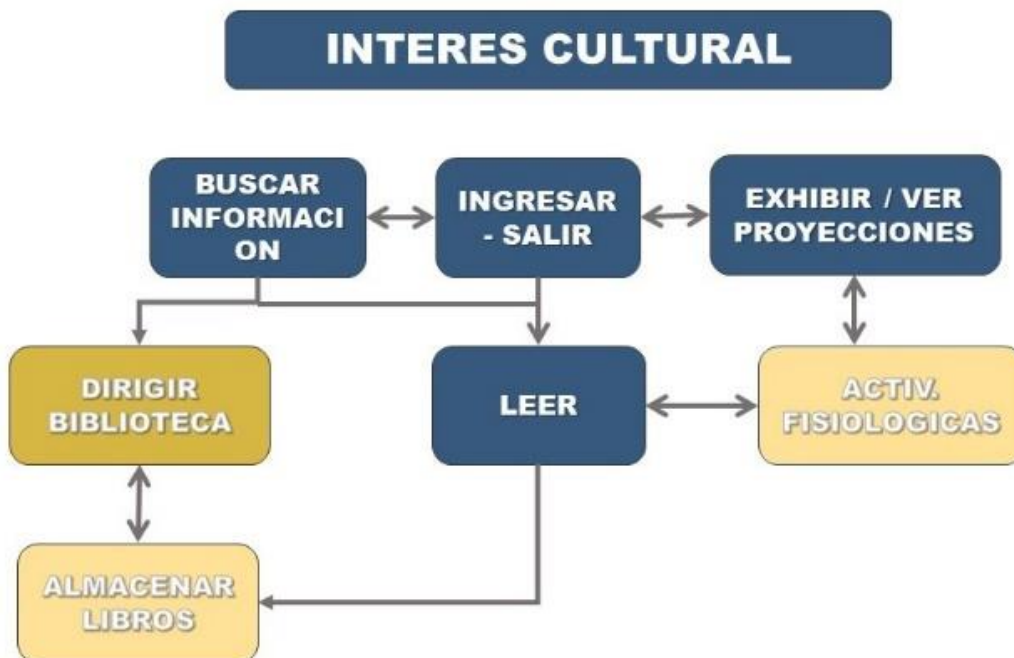 INTERES CULTURAL
BUSCAR
INFORMACI
ON
INGRESAR
- SALIR
EXHIBIR / VER
PROYECCIONES
DIRIGIR
BIBLIOTECA
LEER
ACTIV.
FISIOLOGICAS
ALMACENAR
LIBROS